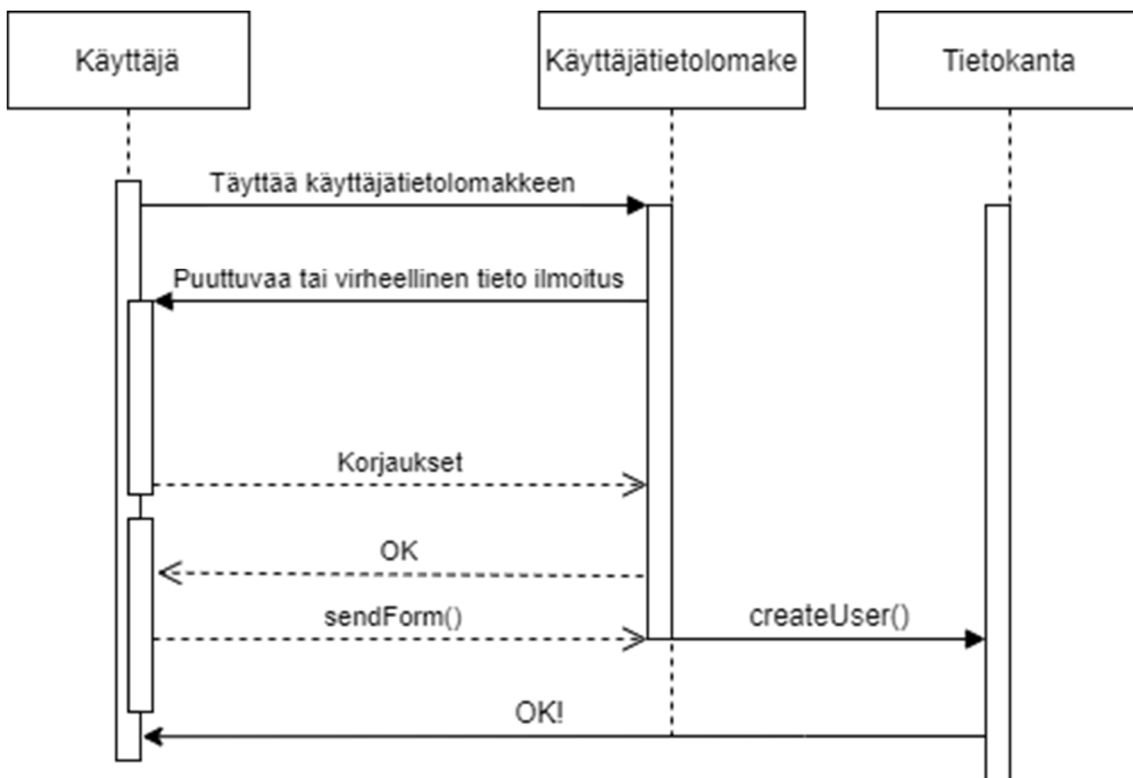 Käyttäjä
Käyttäjätietolomake
Tietokanta
Täyttää käyttäjätietolomakkeen
Puuttuvaa tai virheellinen tieto ilmoitus
Korjaukset
OK
sendForm()
createUser()
OK!